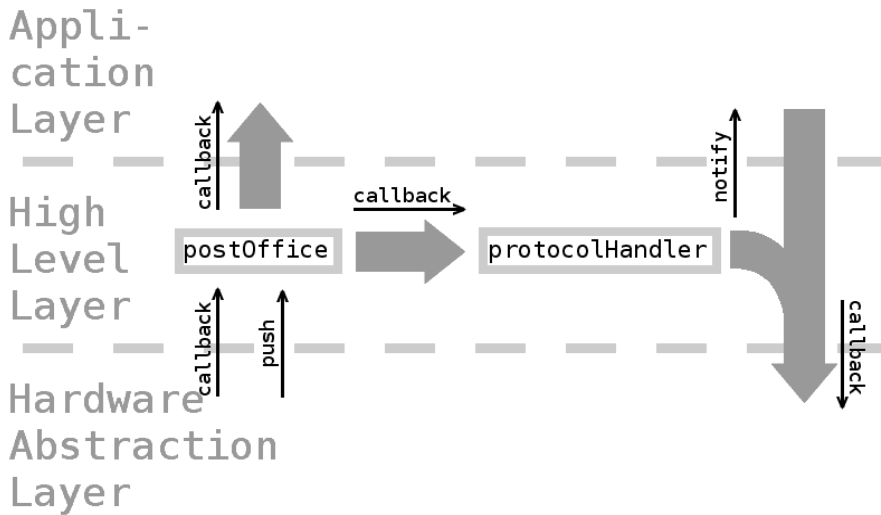 Appli-
cation
Layer
callback
notify
callback
High
Level
Layer
postOffice
protocolHandler
callback
push
callback
Hardware
Abstraction
Layer